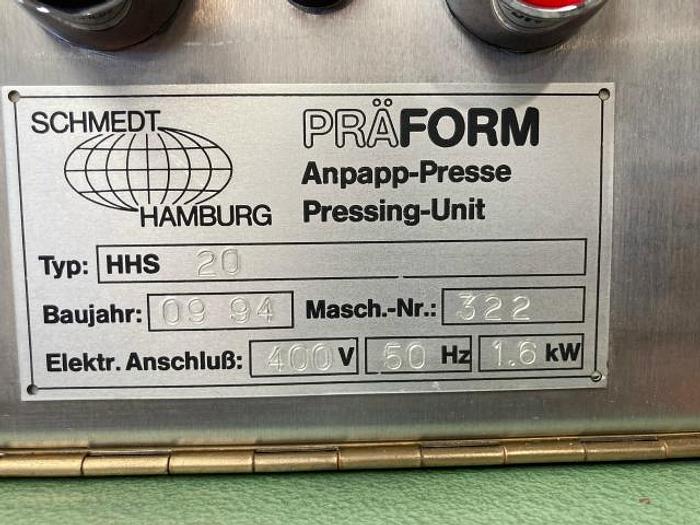 SCHMEDT
HAMBURG
PRÄFORM
Anpapp-Presse
Pressing-Unit
Typ: HHS 20
Baujahr: 09 94 Masch.-Nr.: 322
Elektr. Anschluß: 400 V 50 Hz 1.6 kW